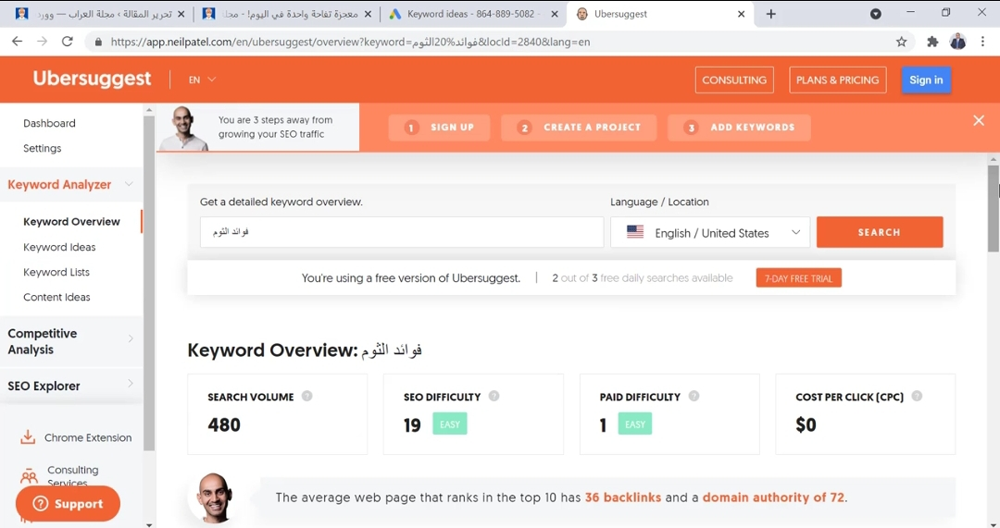 تحرير المقالة ‹ مجلة العراب — وورد
معجزة تفاحة واحدة في اليوم! - مجلة
Keyword ideas - 864-889-5082 -
Ubersuggest
https://app.neilpatel.com/en/ubersuggest/overview?keyword=فوائد%20الثوم&locId=2840&lang=en
Ubersuggest
EN
CONSULTING
PLANS & PRICING
Sign in
Dashboard
Settings
Keyword Analyzer
Keyword Overview
Keyword Ideas
Keyword Lists
Content Ideas
Competitive
Analysis
SEO Explorer
Chrome Extension
Consulting
Services
Support
You are 3 steps away from
growing your SEO traffic
1 SIGN UP
2 CREATE A PROJECT
3 ADD KEYWORDS
Get a detailed keyword overview.
Language / Location
فوائد الثوم
English / United States
SEARCH
You're using a free version of Ubersuggest. | 2 out of 3 free daily searches available
7-DAY FREE TRIAL
Keyword Overview: فوائد الثوم
SEARCH VOLUME
480
SEO DIFFICULTY
19 EASY
PAID DIFFICULTY
1 EASY
COST PER CLICK (CPC)
$0
The average web page that ranks in the top 10 has 36 backlinks and a domain authority of 72.